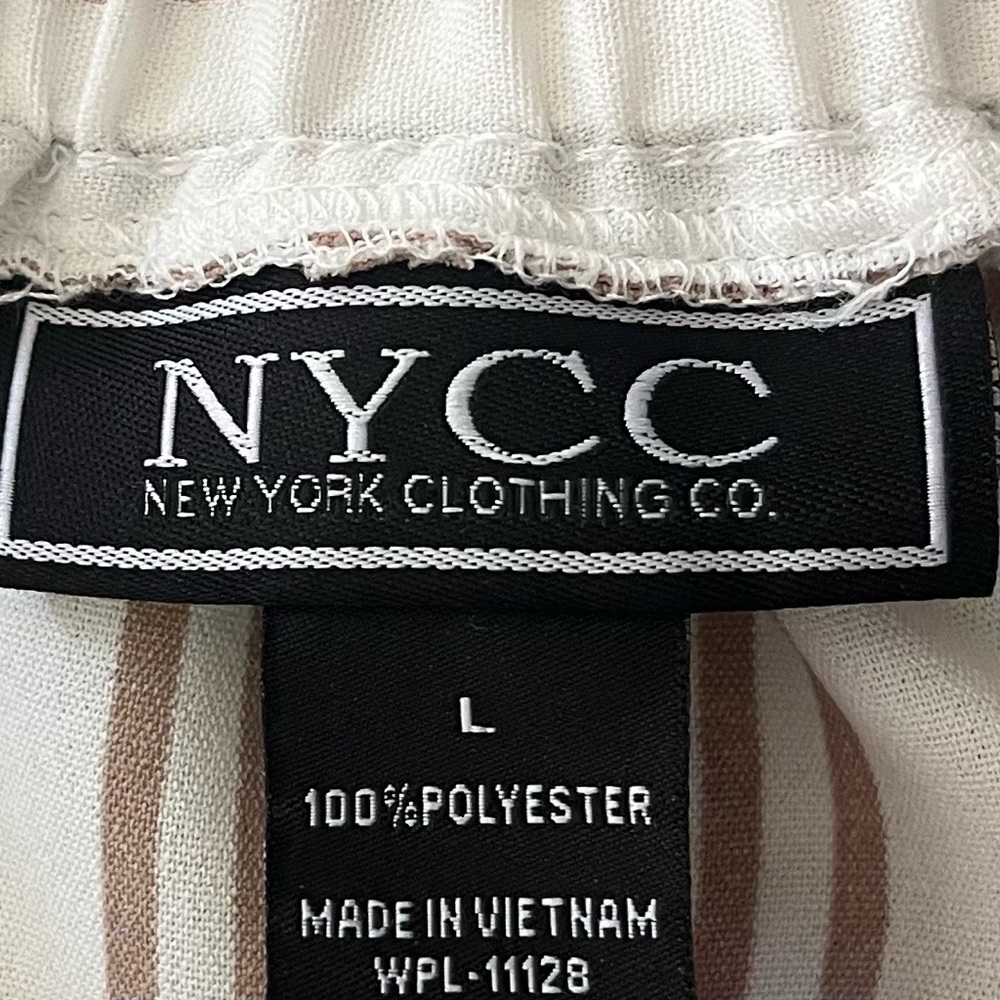 NYCC
NEW YORK CLOTHING CO.
L
100%POLYESTER
MADE IN VIETNAM
WPL-11128